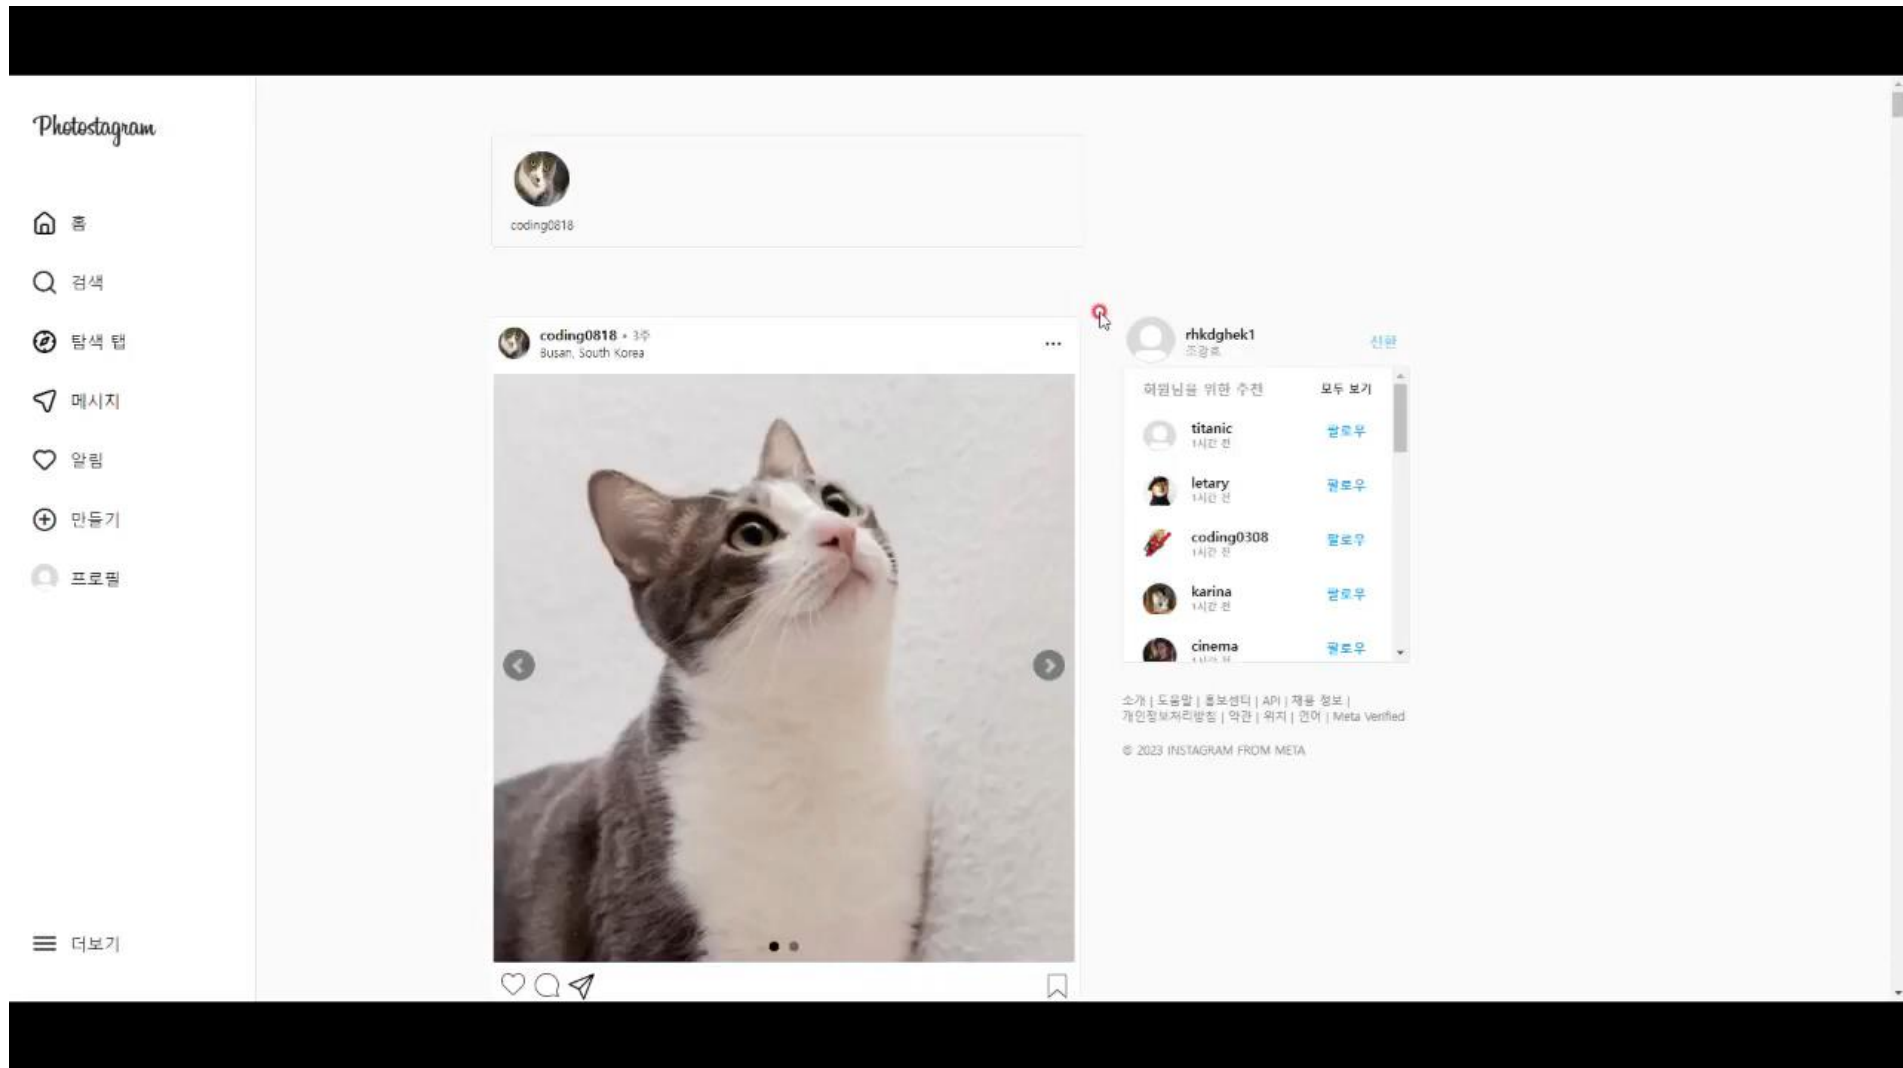 Photostagram
홈
검색
탐색 탭
메시지
알림
만들기
프로필
더보기
coding0818
coding0818 • 3주
Busan, South Korea
rhkdghek1
조광호
전환
회원님을 위한 추천 모두 보기
titanic 팔로우
1시간 전
letary 팔로우
1시간 전
coding0308 팔로우
1시간 전
karina 팔로우
1시간 전
cinema 팔로우
소개 | 도움말 | 홍보센터 | API | 채용 정보 |
개인정보처리방침 | 약관 | 위치 | 언어 | Meta Verified
© 2023 INSTAGRAM FROM META